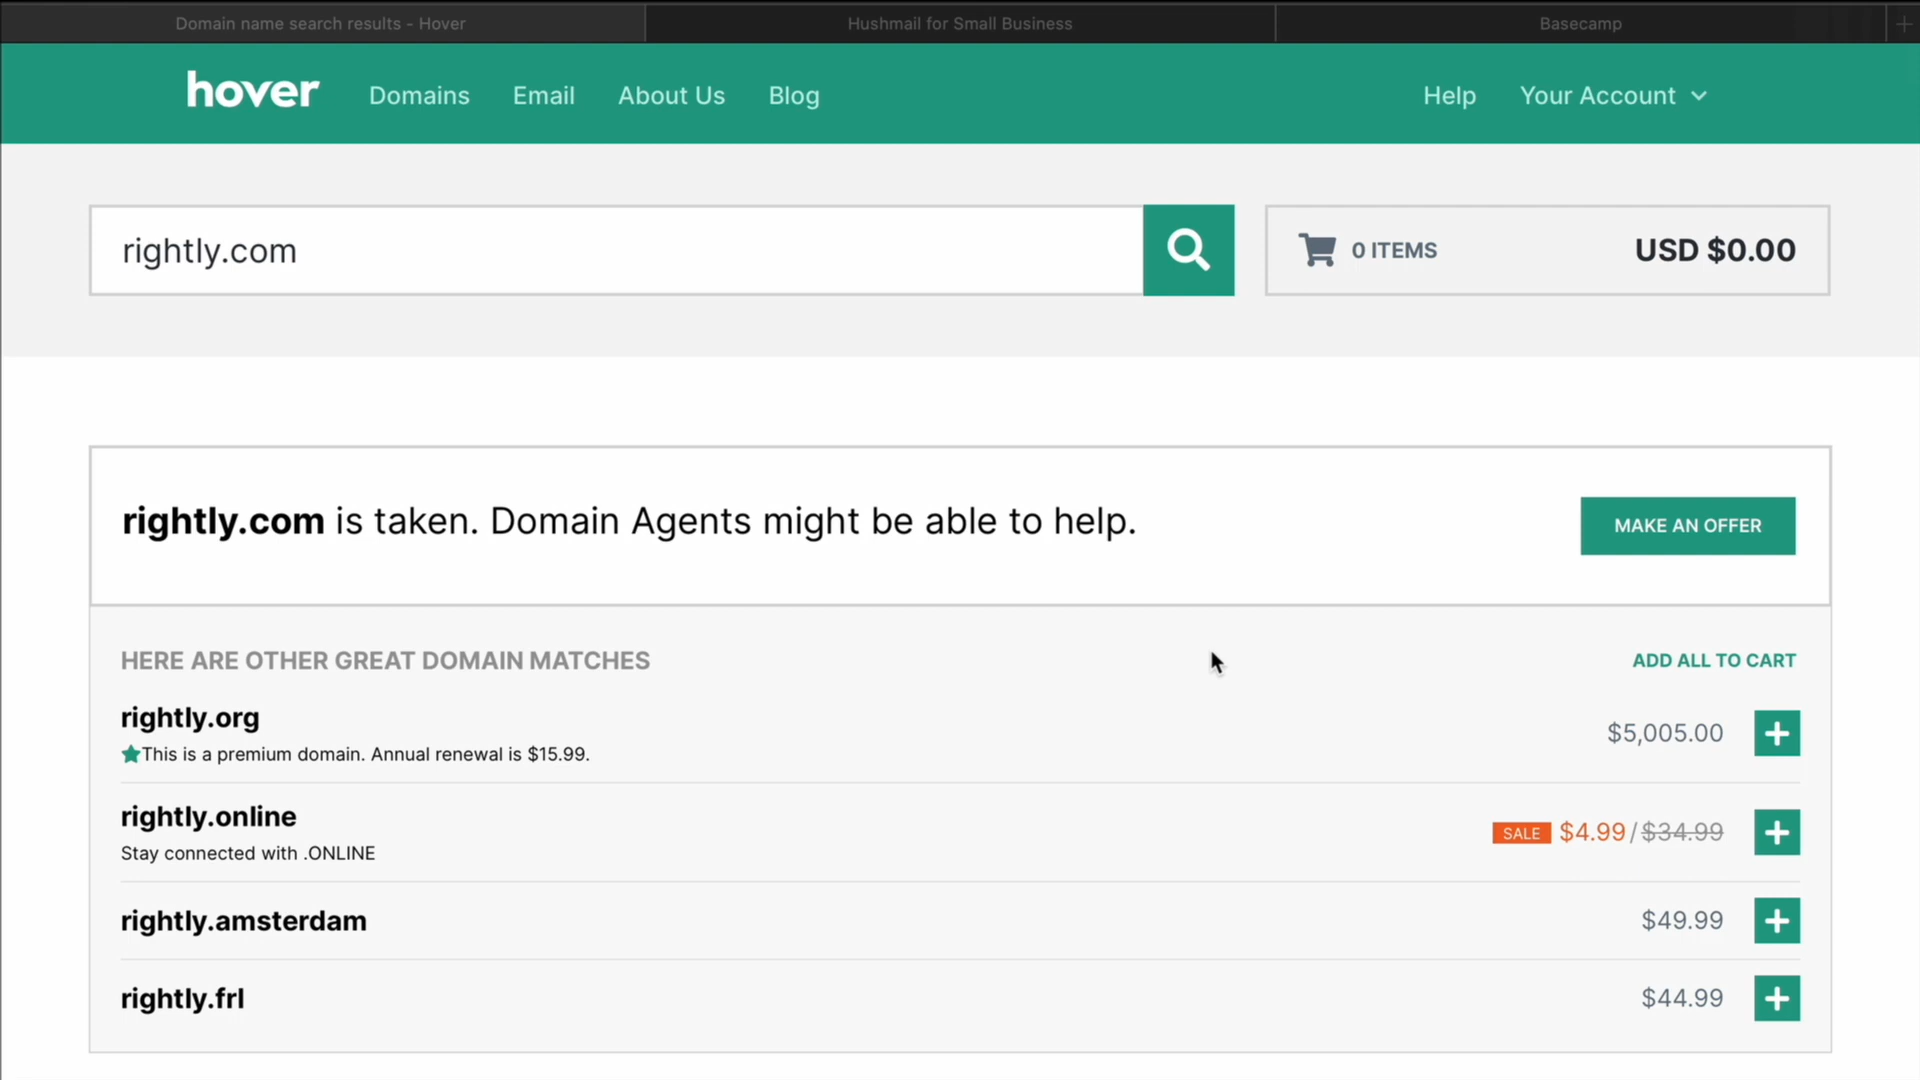 Domain name search results - Hover
Hushmail for Small Business
Basecamp
hover
Domains
Email
About Us
Blog
Help
Your Account
rightly.com
0 ITEMS
USD $0.00
rightly.com is taken. Domain Agents might be able to help.
MAKE AN OFFER
HERE ARE OTHER GREAT DOMAIN MATCHES
ADD ALL TO CART
rightly.org
This is a premium domain. Annual renewal is $15.99.
$5,005.00
rightly.online
Stay connected with .ONLINE
SALE $4.99/$34.99
rightly.amsterdam
$49.99
rightly.frl
$44.99